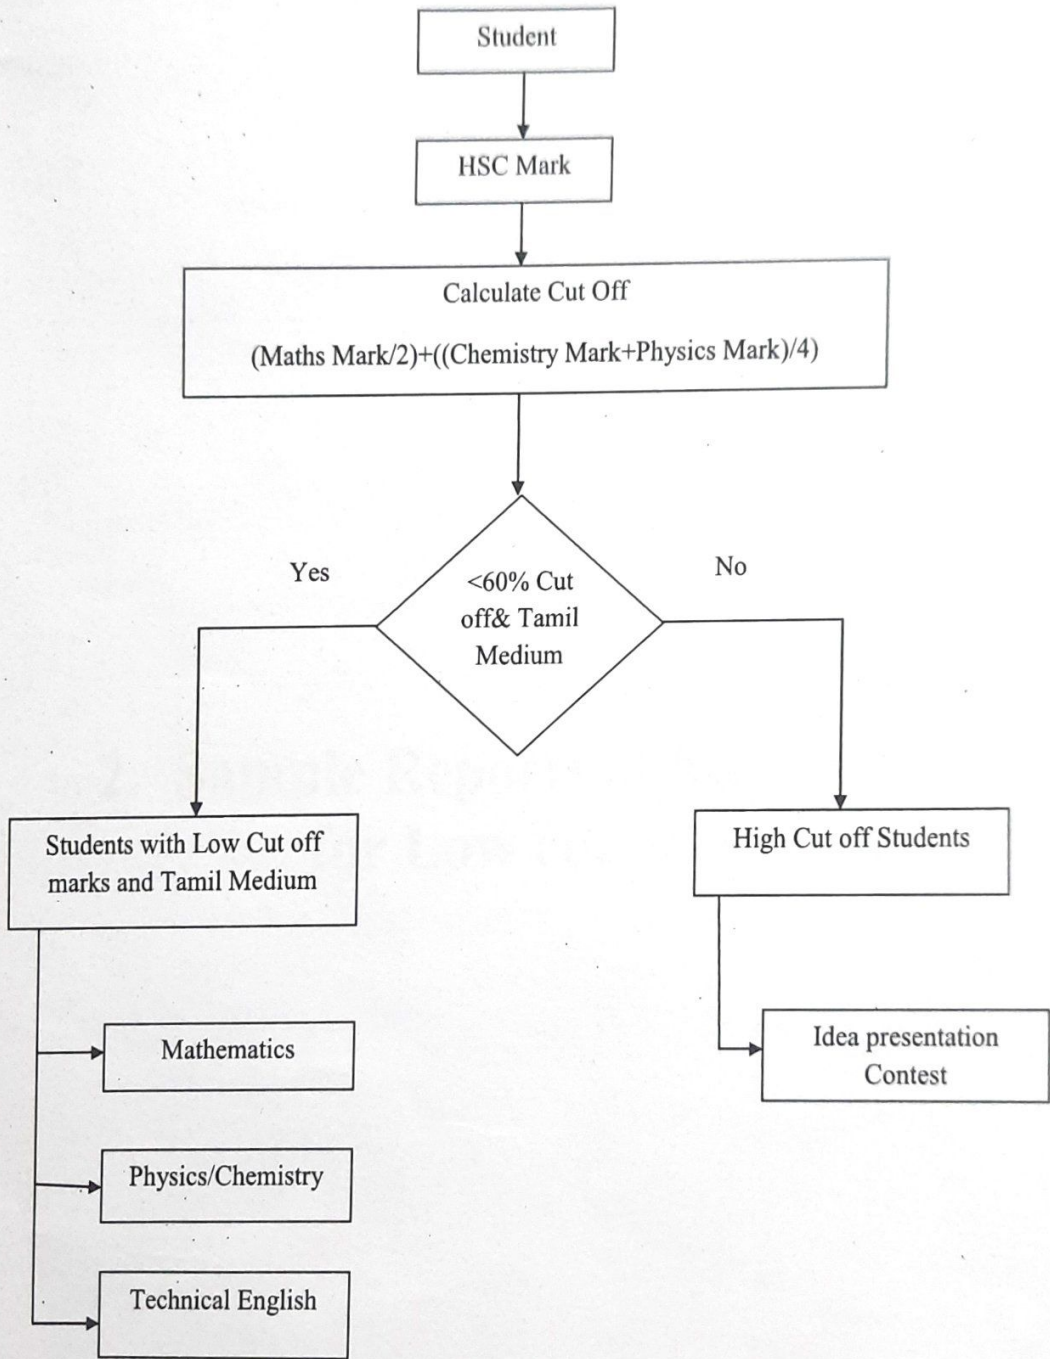 Student
HSC Mark
Calculate Cut Off
(Maths Mark/2)+((Chemistry Mark+Physics Mark)/4)
Yes
<60% Cut
off& Tamil
Medium
No
Students with Low Cut off
marks and Tamil Medium
High Cut off Students
Mathematics
Physics/Chemistry
Technical English
Idea presentation
Contest